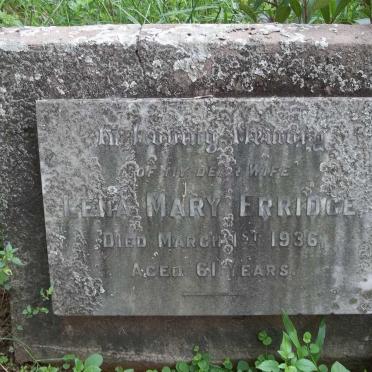 In Loving Memory
OF MY DEAR WIFE
MARY ERRIDGE
DIED MARCH 1ST 1936
AGED 61 YEARS.